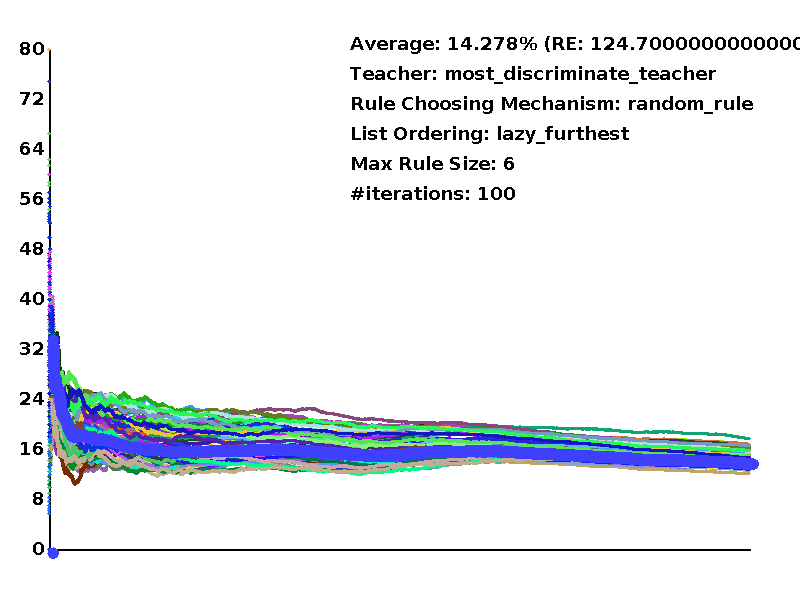 Average: 14.278% (RE: 124.7000000000000
Teacher: most_discriminate_teacher
Rule Choosing Mechanism: random_rule
List Ordering: lazy_furthest
Max Rule Size: 6
#iterations: 100
80
72
64
56
48
40
32
24
16
8
0